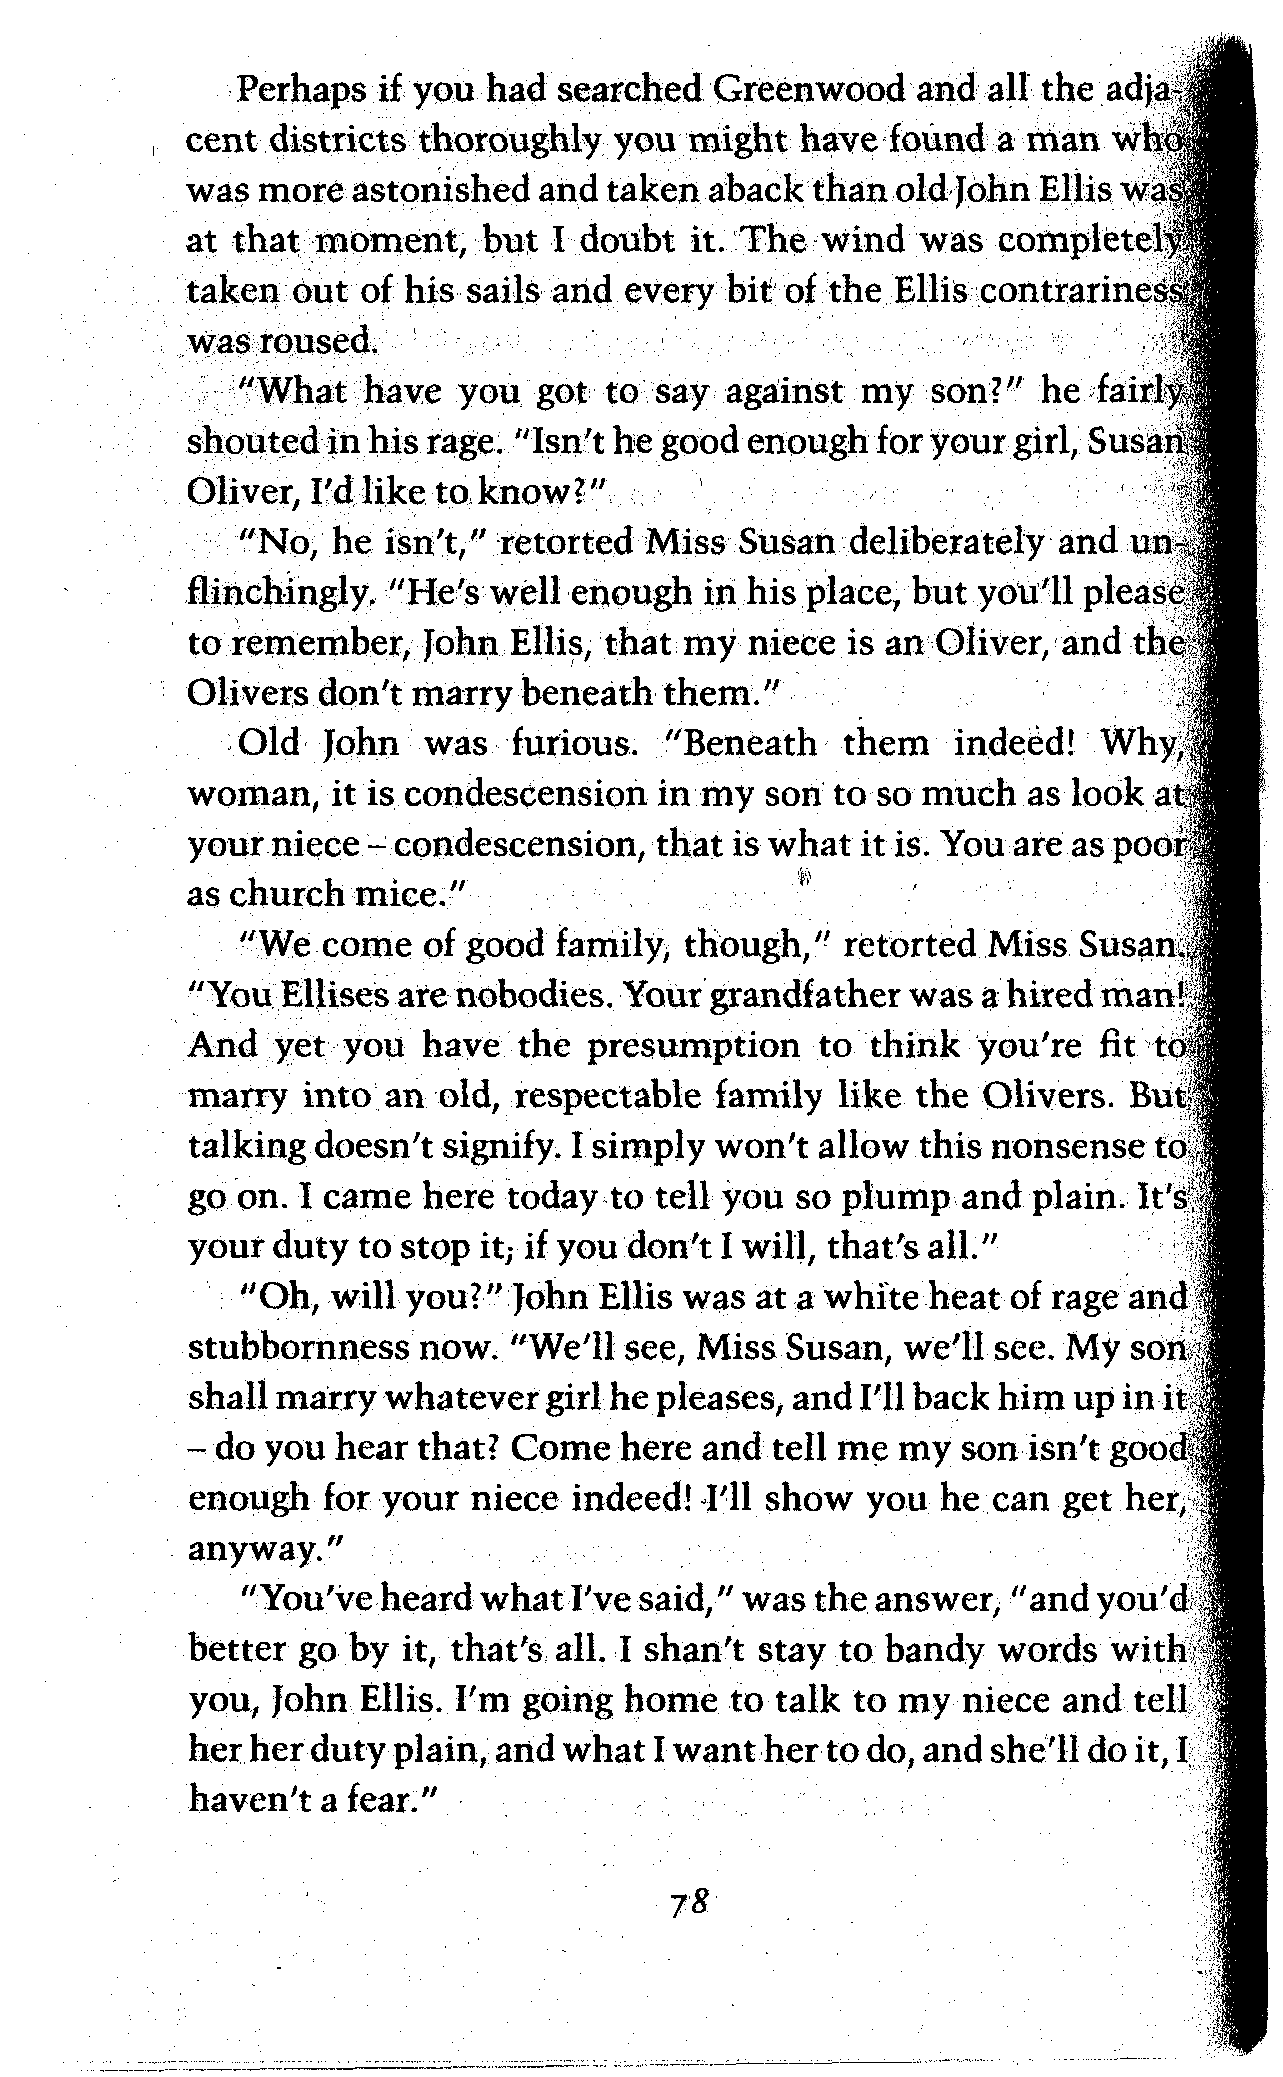 Perhaps if you had searched Greenwood and all the adja-
cent districts thoroughly you might have found a man who
was more astonished and taken aback than old John Ellis was
at that moment, but I doubt it. The wind was completely
taken out of his sails and every bit of the Ellis contrariness
was roused.
"What have you got to say against my son?" he fairly
shouted in his rage. "Isn't he good enough for your girl, Susan
Oliver, I'd like to know?"
"No, he isn't," retorted Miss Susan deliberately and un-
flinchingly. "He's well enough in his place, but you'll please
to remember, John Ellis, that my niece is an Oliver, and the
Olivers don't marry beneath them."
Old John was furious. "Beneath them indeed! Why,
woman, it is condescension in my son to so much as look at
your niece – condescension, that is what it is. You are as poor
as church mice."
"We come of good family, though," retorted Miss Susan.
"You Ellises are nobodies. Your grandfather was a hired man!
And yet you have the presumption to think you're fit to
marry into an old, respectable family like the Olivers. But
talking doesn't signify. I simply won't allow this nonsense to
go on. I came here today to tell you so plump and plain. It's
your duty to stop it; if you don't I will, that's all."
"Oh, will you?" John Ellis was at a white heat of rage and
stubbornness now. "We'll see, Miss Susan, we'll see. My son
shall marry whatever girl he pleases, and I'll back him up in it
– do you hear that? Come here and tell me my son isn't good
enough for your niece indeed! I'll show you he can get her,
anyway."
"You've heard what I've said," was the answer, "and you'd
better go by it, that's all. I shan't stay to bandy words with
you, John Ellis. I'm going home to talk to my niece and tell
her her duty plain, and what I want her to do, and she'll do it, I
haven't a fear."
78